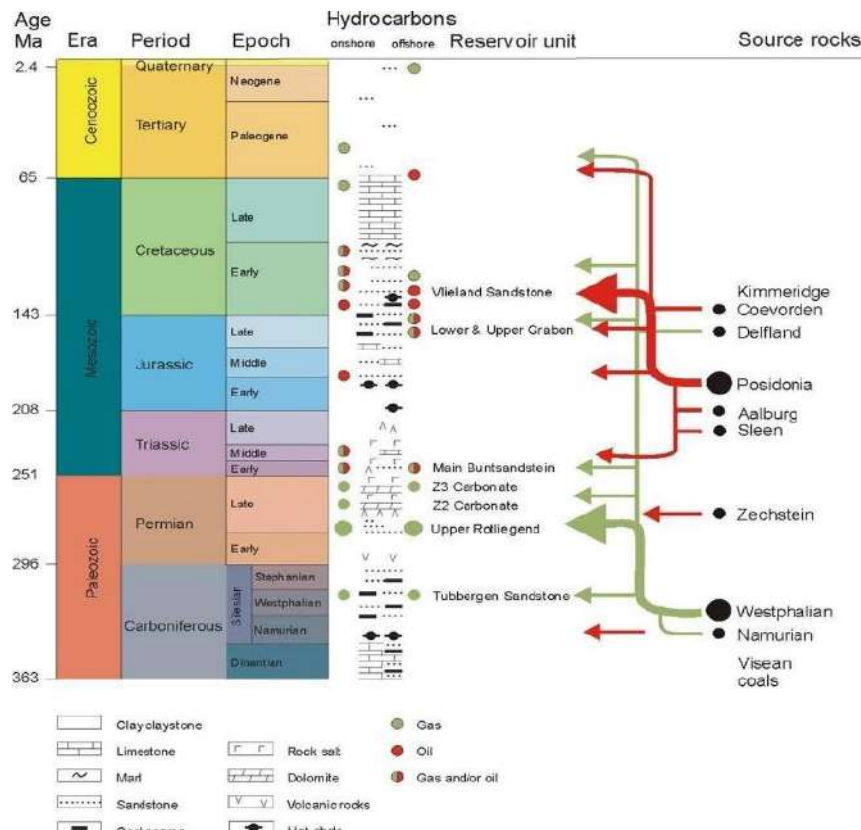 Age Ma Era Period Epoch Hydrocarbons onshore offshore Reservoir unit Source rocks
2.4 Quaternary
Neogene
Cenozoic Tertiary
Paleogene
65
Late
Cretaceous
Early
Vlieland Sandstone Kimmeridge
Coevorden
143
Lower & Upper Graben Delfland
Late
Mesozoic Jurassic Middle
Posidonia
Early
208 Aalburg
Sleen
Late
Triassic Middle
Early Main Buntsandstein
251
Z3 Carbonate
Late Z2 Carbonate
Zechstein
Permian Upper Rotliegend
Early
296
Stephanian
Paleozoic Carboniferous Silesian Westphalian Tubbergen Sandstone Westphalian
Namurian Namurian
Dinantian Visean
coals
363
Clay/claystone Gas
Limestone Rock salt Oil
Marl Dolomite Gas and/or oil
Sandstone Volcanic rocks